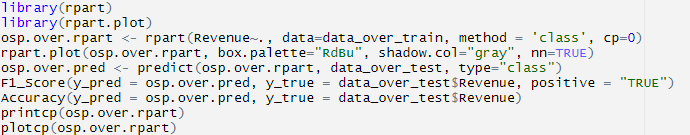 library(rpart)
library(rpart.plot)
osp.over.rpart <- rpart(Revenue~., data=data_over_train, method = 'class', cp=0)
rpart.plot(osp.over.rpart, box.palette="RdBu", shadow.col="gray", nn=TRUE)
osp.over.pred <- predict(osp.over.rpart, data_over_test, type="class")
F1_Score(y_pred = osp.over.pred, y_true = data_over_test$Revenue, positive = "TRUE")
Accuracy(y_pred = osp.over.pred, y_true = data_over_test$Revenue)
printcp(osp.over.rpart)
plotcp(osp.over.rpart)